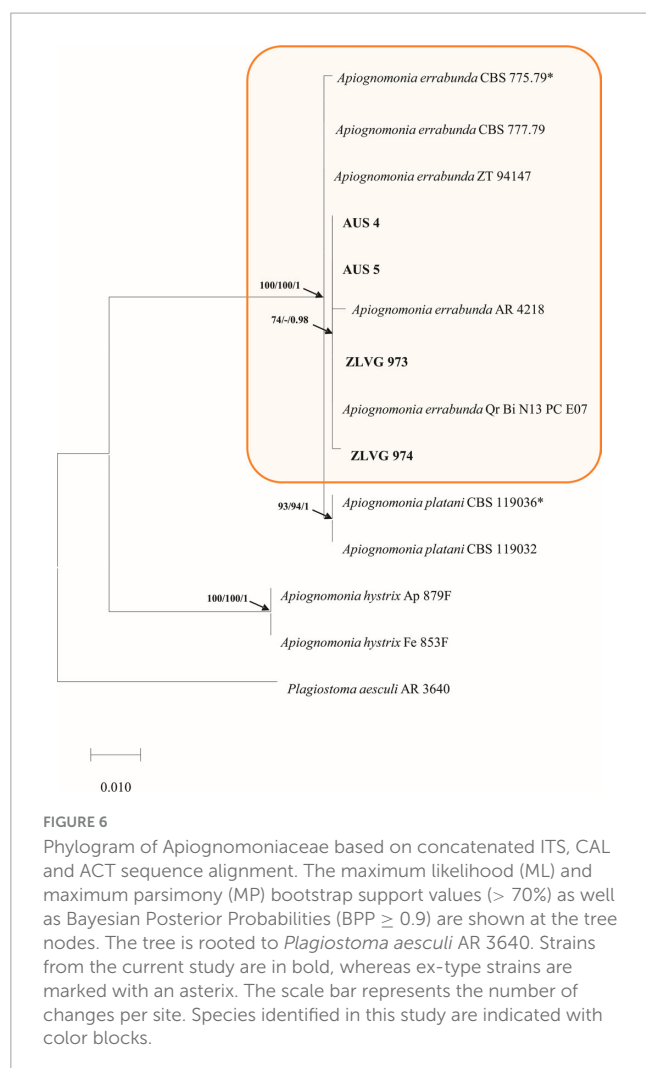 Apiognomonia errabunda CBS 775.79*
Apiognomonia errabunda CBS 777.79
Apiognomonia errabunda ZT 94147
AUS 4
AUS 5
100/100/1
Apiognomonia errabunda AR 4218
74/-/0.98
ZLVG 973
Apiognomonia errabunda Qr Bi N13 PC E07
ZLVG 974
Apiognomonia platani CBS 119036*
93/94/1
Apiognomonia platani CBS 119032
Apiognomonia hystrix Ap 879F
100/100/1
Apiognomonia hystrix Fe 853F
Plagiostoma aesculi AR 3640
0.010
FIGURE 6
Phylogram of Apiognomoniaceae based on concatenated ITS, CAL
and ACT sequence alignment. The maximum likelihood (ML) and
maximum parsimony (MP) bootstrap support values (> 70%) as well
as Bayesian Posterior Probabilities (BPP ≥ 0.9) are shown at the tree
nodes. The tree is rooted to Plagiostoma aesculi AR 3640. Strains
from the current study are in bold, whereas ex-type strains are
marked with an asterix. The scale bar represents the number of
changes per site. Species identified in this study are indicated with
color blocks.